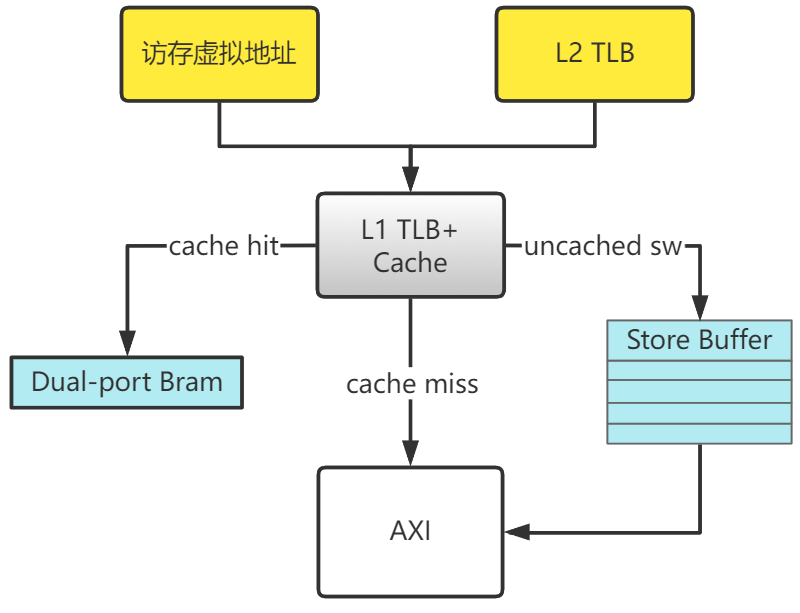 访存虚拟地址
L2 TLB
L1 TLB+
Cache
cache hit
uncached sw
Store Buffer
Dual-port Bram
cache miss
AXI